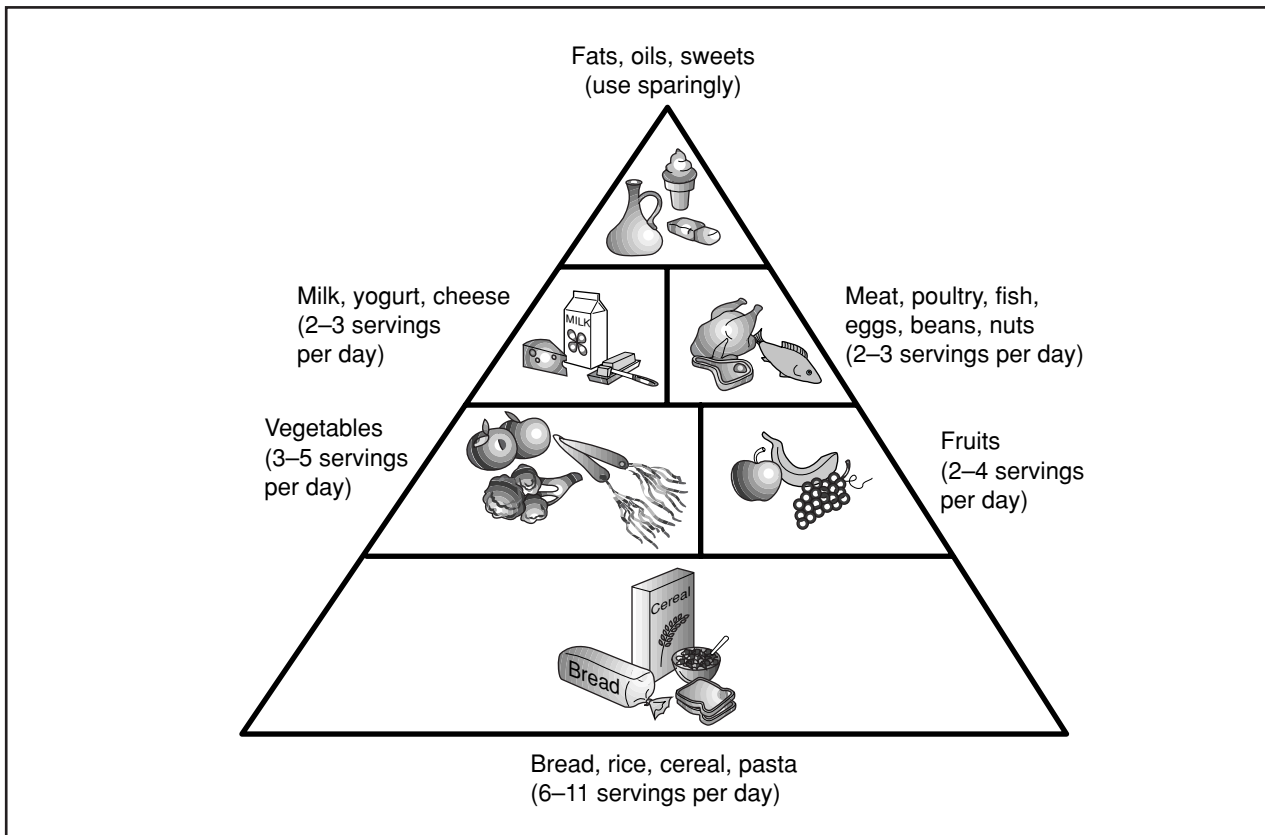 Fats, oils, sweets
(use sparingly)
Milk, yogurt, cheese
(2–3 servings
per day)
MILK
Meat, poultry, fish,
eggs, beans, nuts
(2–3 servings per day)
Vegetables
(3–5 servings
per day)
Fruits
(2–4 servings
per day)
Cereal
Bread
Bread, rice, cereal, pasta
(6–11 servings per day)